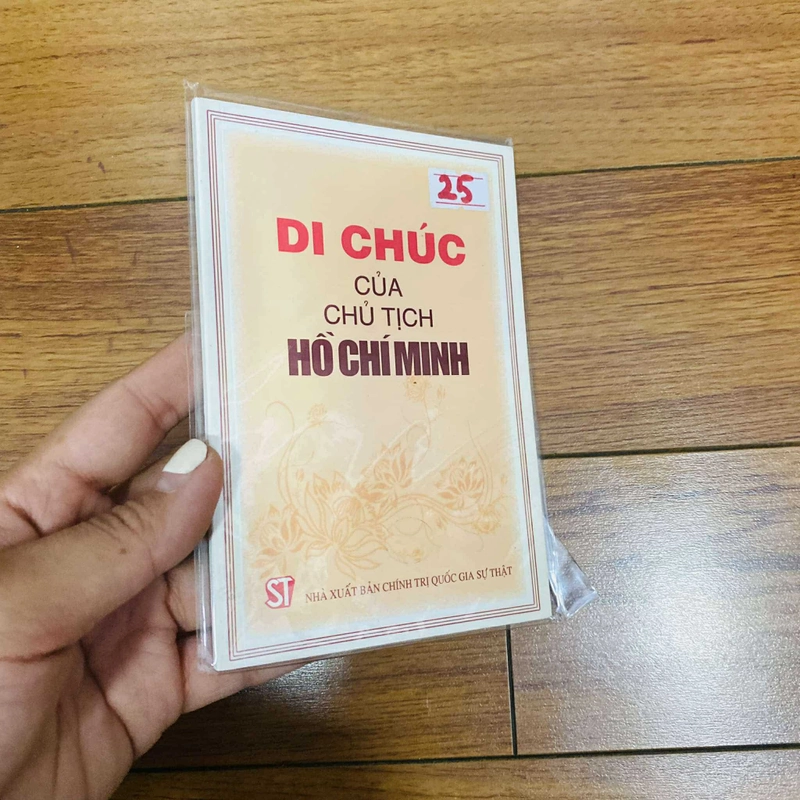 25
DI CHÚC
CỦA
CHỦ TỊCH
HỒ CHÍ MINH
ST NHÀ XUẤT BẢN CHÍNH TRỊ QUỐC GIA SỰ THẬT